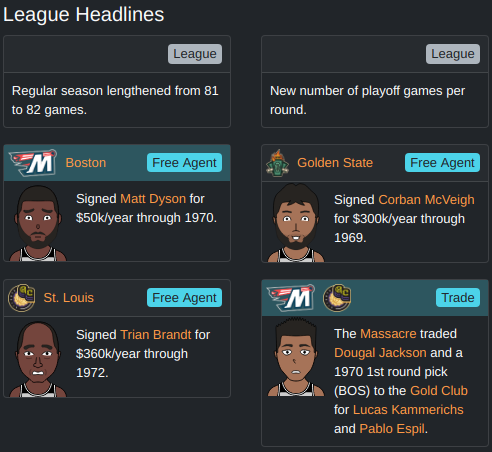 League Headlines
League
Regular season lengthened from 81
to 82 games.
League
New number of playoff games per
round.
M
Boston
Free Agent
Signed Matt Dyson for
$50k/year through 1970.
Golden State
Free Agent
Signed Corban McVeigh
for $300k/year through
1969.
St. Louis
Free Agent
Signed Trian Brandt for
$360k/year through
1972.
M
Trade
The Massacre traded
Dougal Jackson and a
1970 1st round pick
(BOS) to the Gold Club
for Lucas Kammerichs
and Pablo Espil.